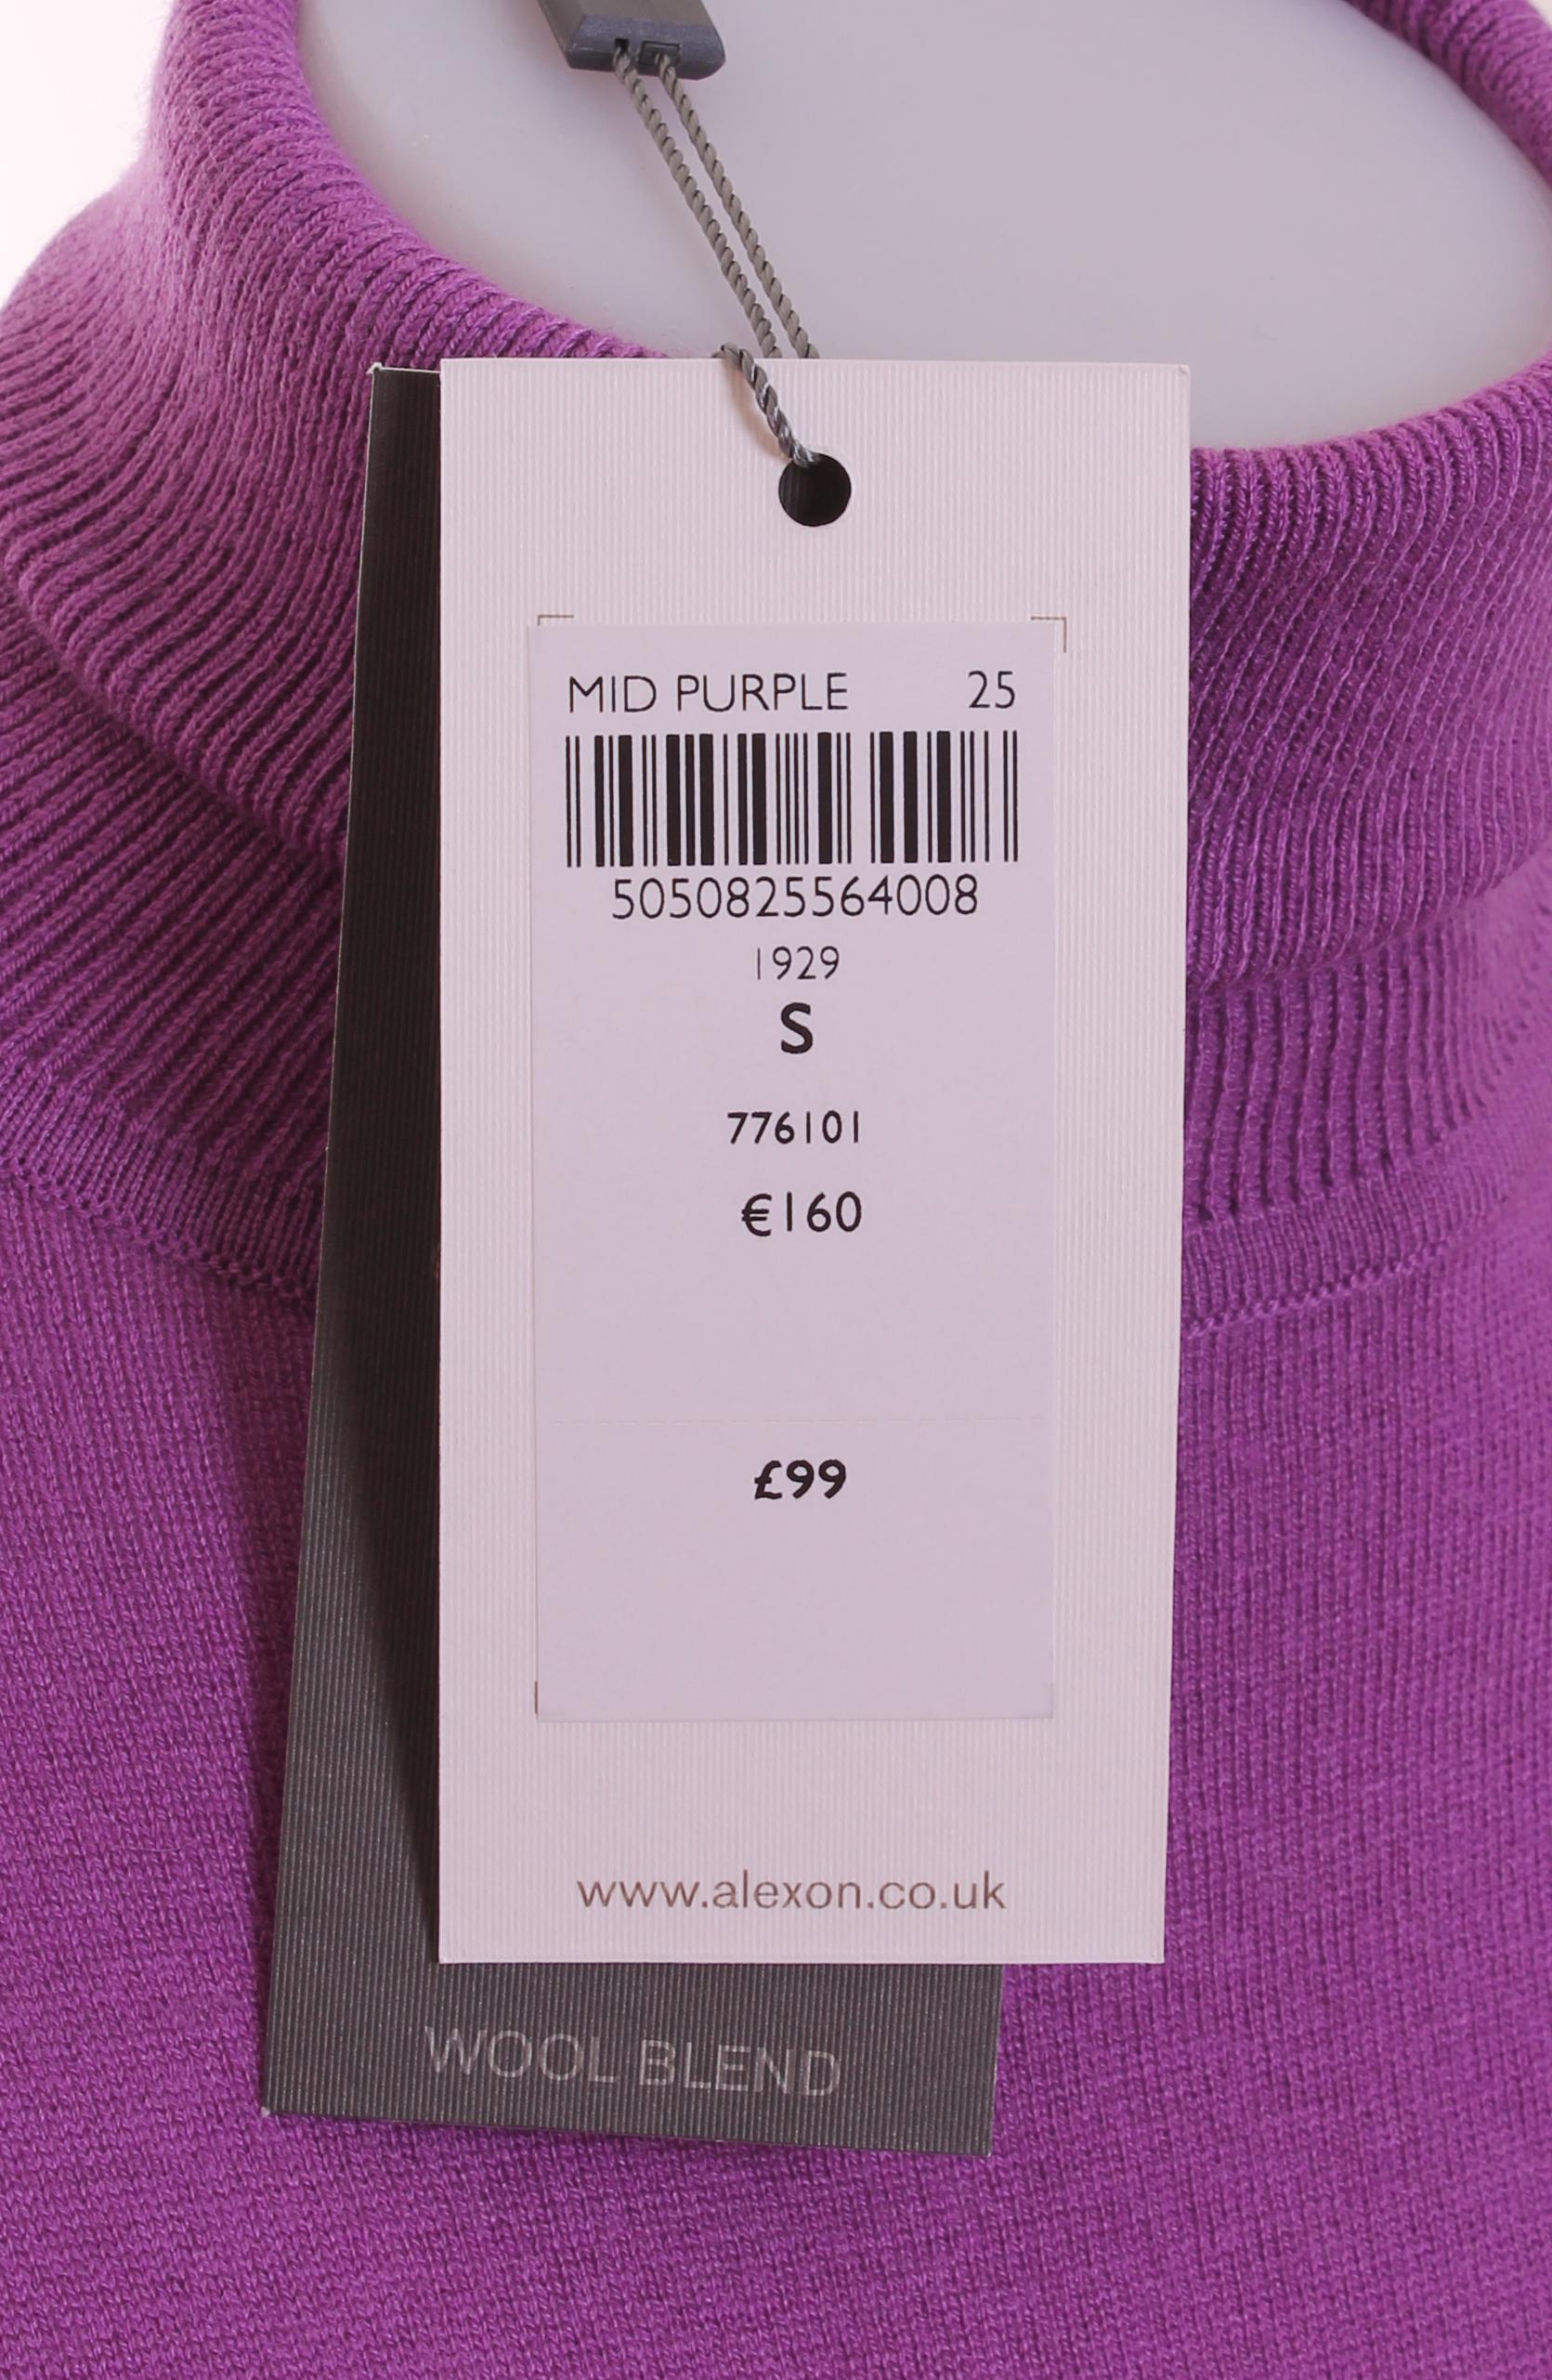 MID PURPLE 25
5050825564008
1929
S
776101
€160
£99
www.alexon.co.uk
WOOL BLEND